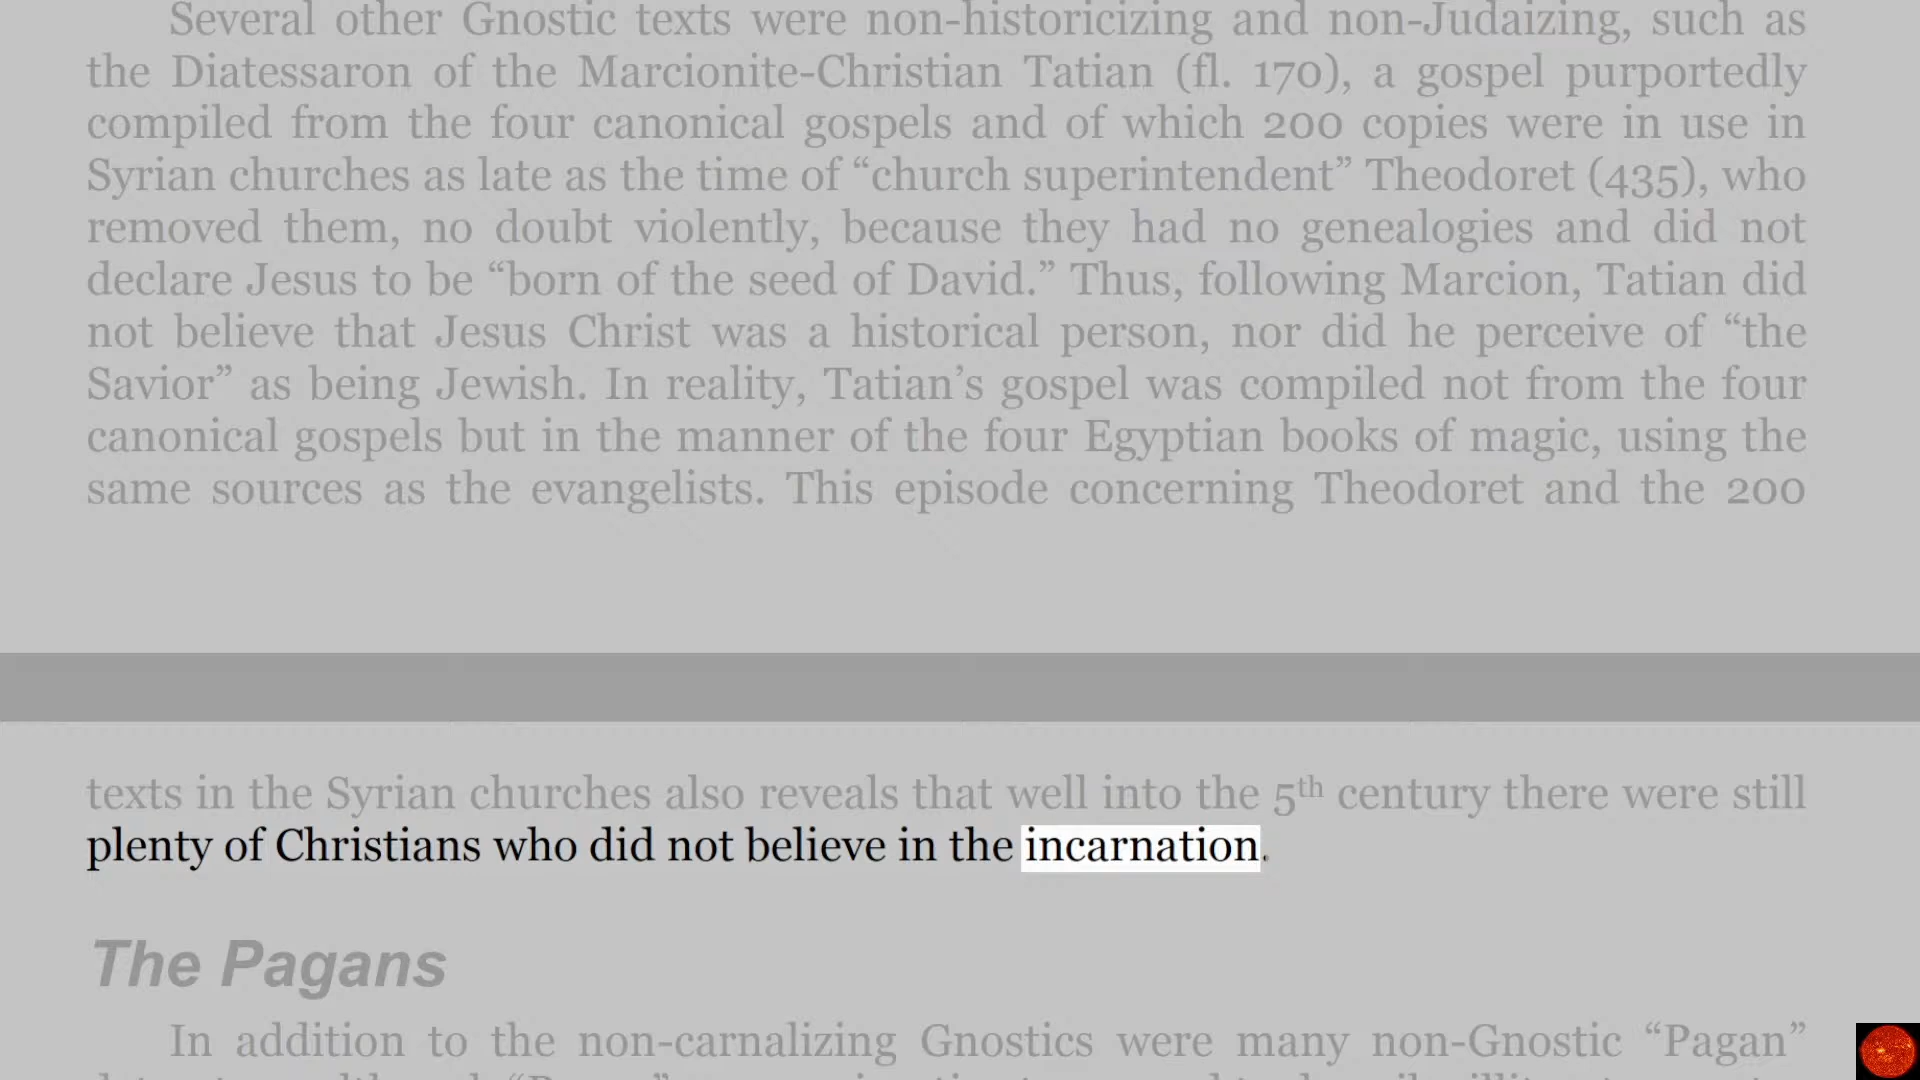 Several other Gnostic texts were non-historicizing and non-Judaizing, such as
the Diatessaron of the Marcionite-Christian Tatian (fl. 170), a gospel purportedly
compiled from the four canonical gospels and of which 200 copies were in use in
Syrian churches as late as the time of “church superintendent” Theodoret (435), who
removed them, no doubt violently, because they had no genealogies and did not
declare Jesus to be “born of the seed of David.” Thus, following Marcion, Tatian did
not believe that Jesus Christ was a historical person, nor did he perceive of “the
Savior” as being Jewish. In reality, Tatian’s gospel was compiled not from the four
canonical gospels but in the manner of the four Egyptian books of magic, using the
same sources as the evangelists. This episode concerning Theodoret and the 200
texts in the Syrian churches also reveals that well into the 5th century there were still
plenty of Christians who did not believe in the incarnation.
The Pagans
In addition to the non-carnalizing Gnostics were many non-Gnostic “Pagan”